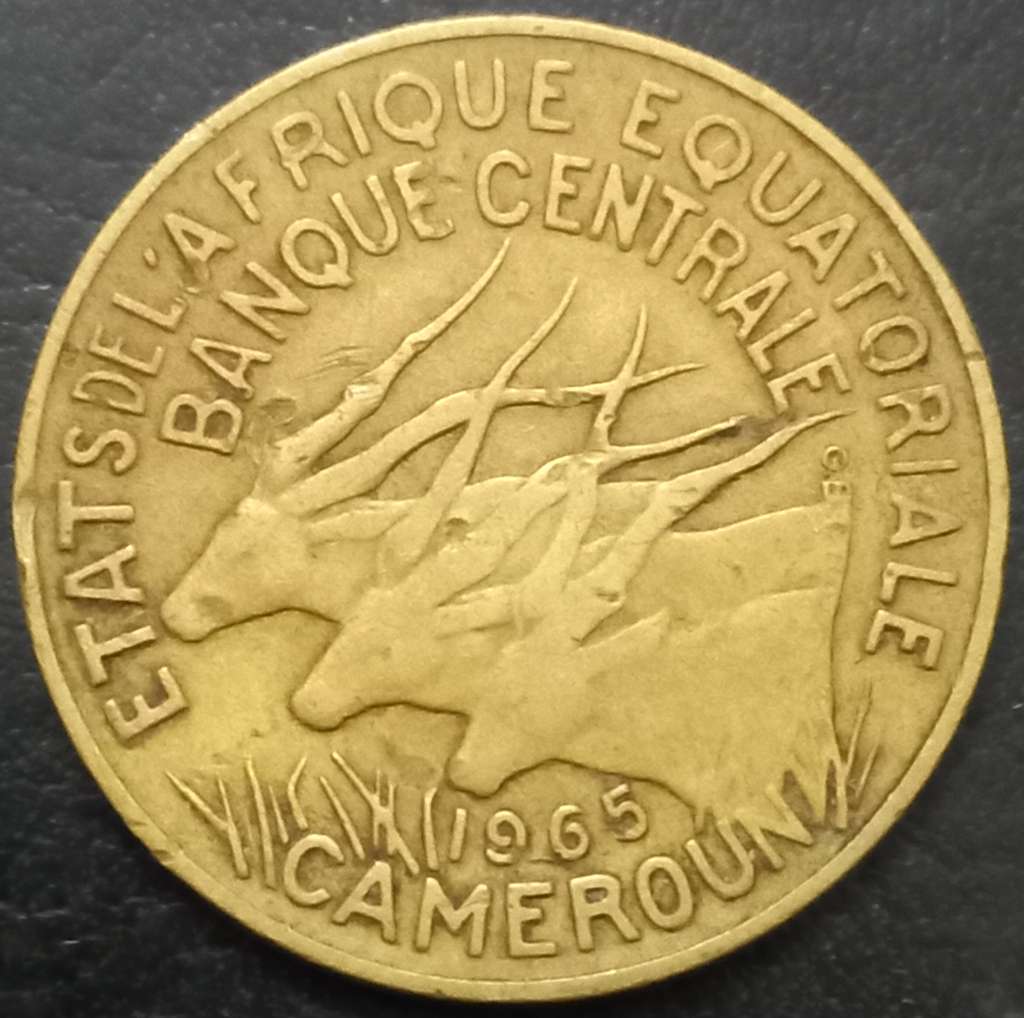 ETATS DE L'AFRIQUE EQUATORIALE
BANQUE CENTRALE
1965
CAMEROUN